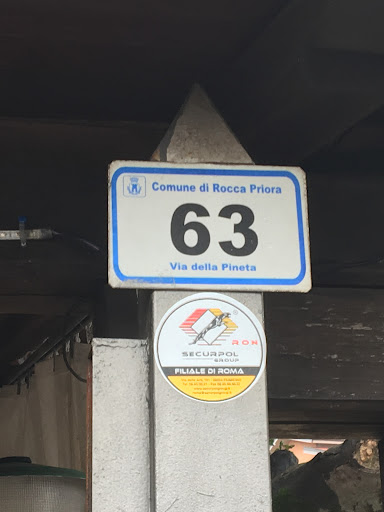 Comune di Rocca Priora
63
Via della Pineta
RON
SECURPOL
GROUP
FILIALE DI ROMA